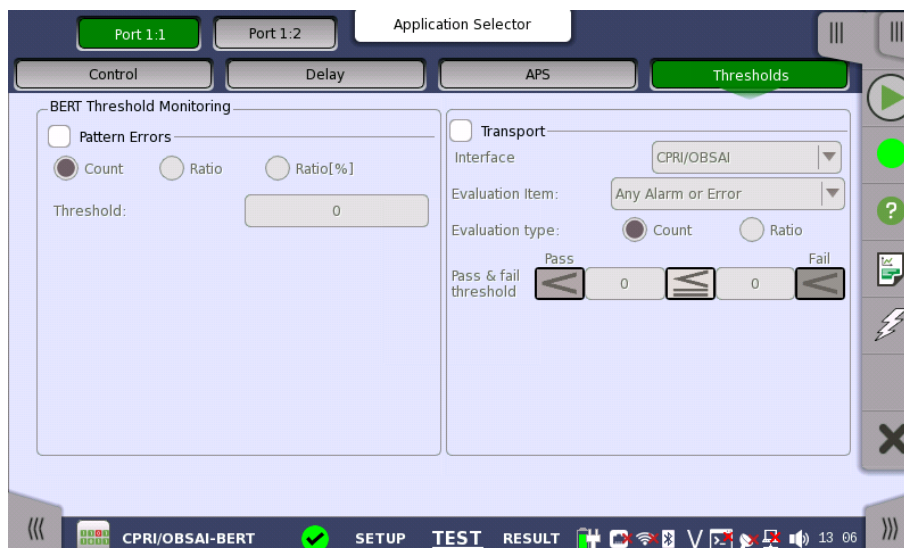 Application Selector
Port 1:1
Port 1:2
Control
Delay
APS
Thresholds
BERT Threshold Monitoring
Pattern Errors
Count
Ratio
Ratio[%]
Threshold:
0
Transport
Interface
CPRI/OBSAI
Evaluation Item:
Any Alarm or Error
Evaluation type:
Count
Ratio
Pass
Fail
Pass & fail
threshold
<
0
≤
0
<
?
CPRI/OBSAI-BERT
SETUP
TEST
RESULT
13 06